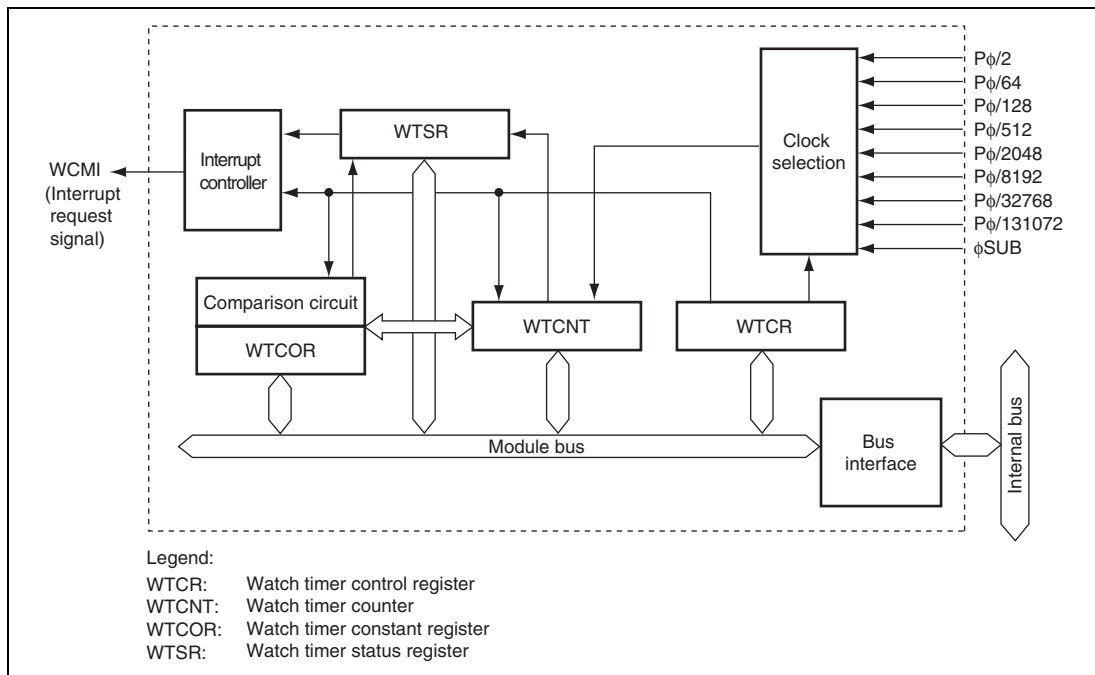 Pϕ/2
Pϕ/64
Pϕ/128
Pϕ/512
Pϕ/2048
Pϕ/8192
Pϕ/32768
Pϕ/131072
ϕSUB
Clock
selection
WTSR
Interrupt
controller
WCMI
(Interrupt
request
signal)
Comparison circuit
WTCOR
WTCNT
WTCR
Module bus
Bus
interface
Internal bus
Legend:
WTCR: Watch timer control register
WTCNT: Watch timer counter
WTCOR: Watch timer constant register
WTSR: Watch timer status register